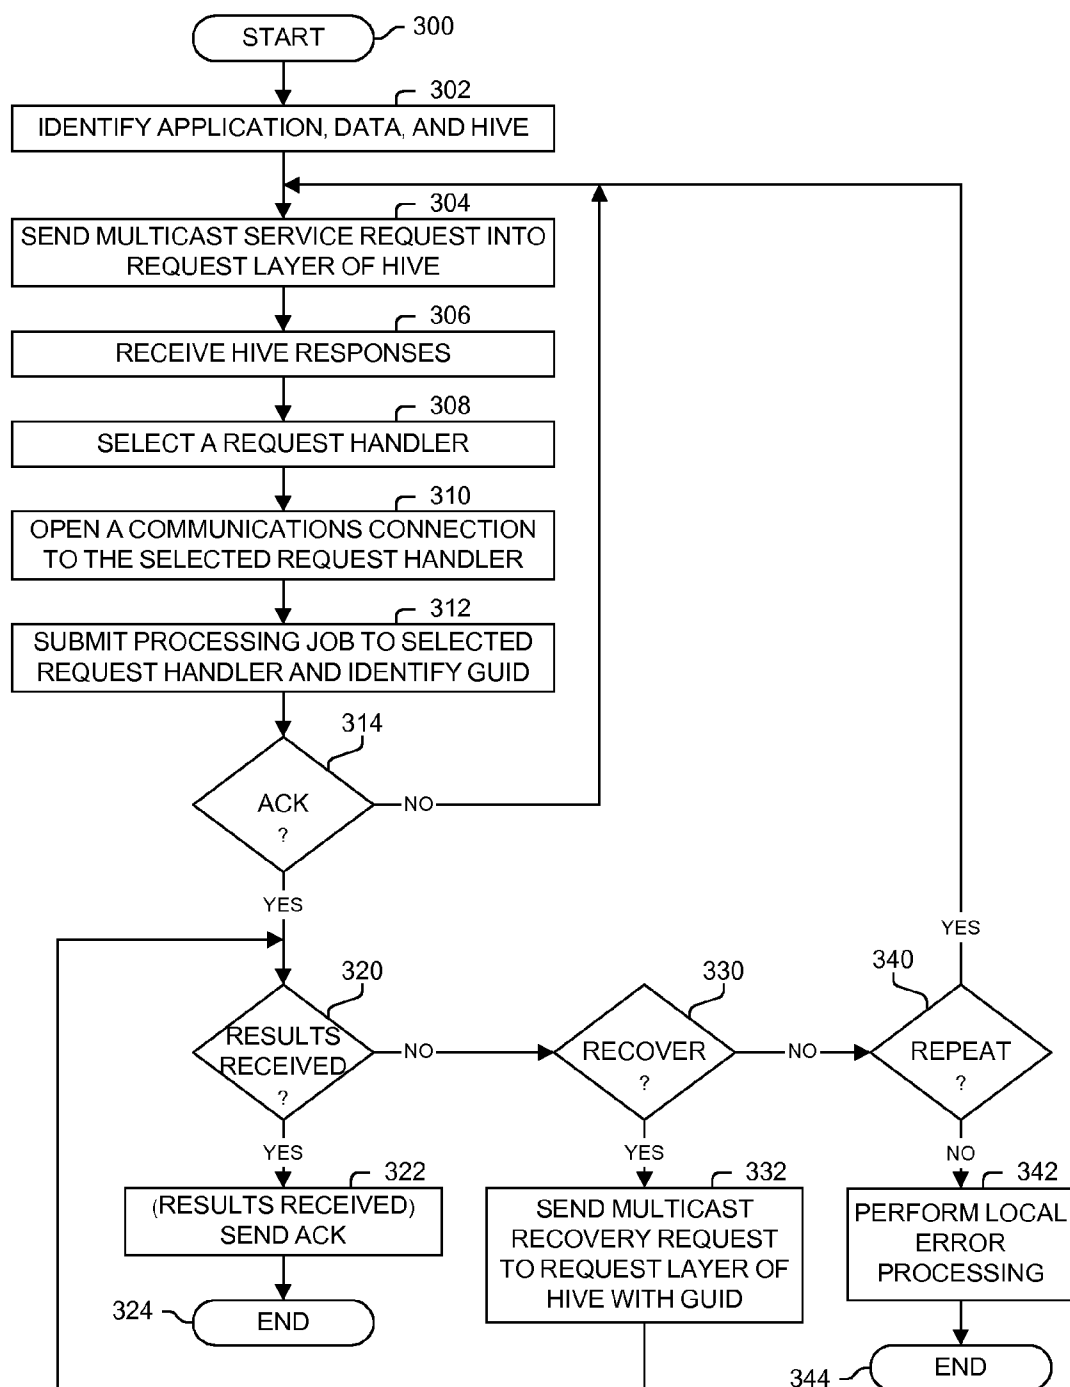 START
300
302
IDENTIFY APPLICATION, DATA, AND HIVE
304
SEND MULTICAST SERVICE REQUEST INTO
REQUEST LAYER OF HIVE
306
RECEIVE HIVE RESPONSES
308
SELECT A REQUEST HANDLER
310
OPEN A COMMUNICATIONS CONNECTION
TO THE SELECTED REQUEST HANDLER
312
SUBMIT PROCESSING JOB TO SELECTED
REQUEST HANDLER AND IDENTIFY GUID
314
ACK
?
NO
YES
320
RESULTS
RECEIVED
?
NO
YES
330
RECOVER
?
NO
YES
340
REPEAT
?
YES
NO
322
(RESULTS RECEIVED)
SEND ACK
324
END
332
SEND MULTICAST
RECOVERY REQUEST
TO REQUEST LAYER OF
HIVE WITH GUID
342
PERFORM LOCAL
ERROR
PROCESSING
344
END